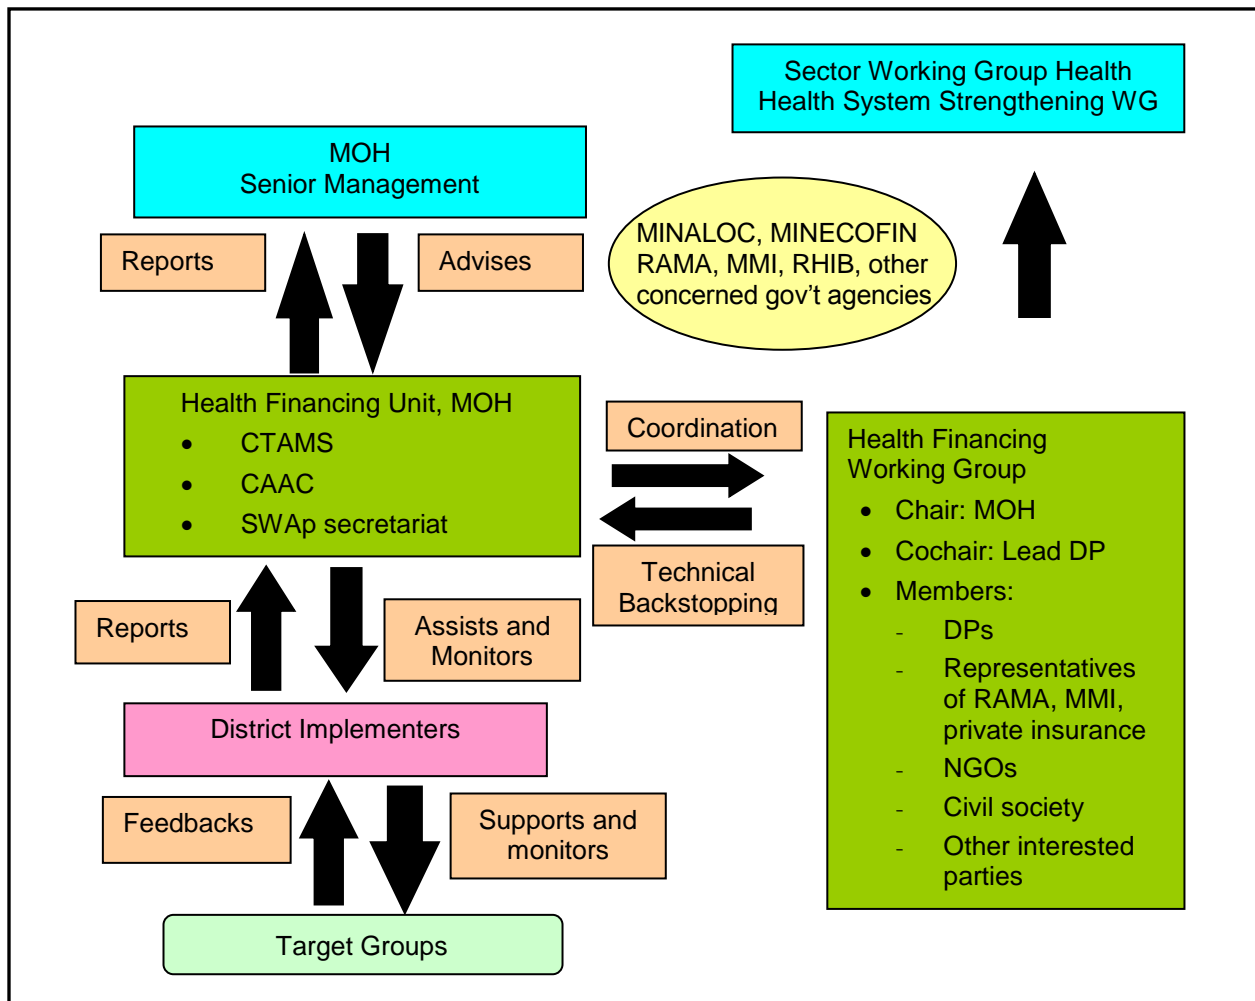 Sector Working Group Health
Health System Strengthening WG
MOH
Senior Management
Reports
Advises
MINALOC, MINECOFIN
RAMA, MMI, RHIB, other
concerned gov’t agencies
Health Financing Unit, MOH
• CTAMS
• CAAC
• SWAp secretariat
Coordination
Technical
Backstopping
Health Financing
Working Group
• Chair: MOH
• Cochair: Lead DP
• Members:
- DPs
- Representatives
of RAMA, MMI,
private insurance
- NGOs
- Civil society
- Other interested
parties
Reports
Assists and
Monitors
District Implementers
Feedbacks
Supports and
monitors
Target Groups